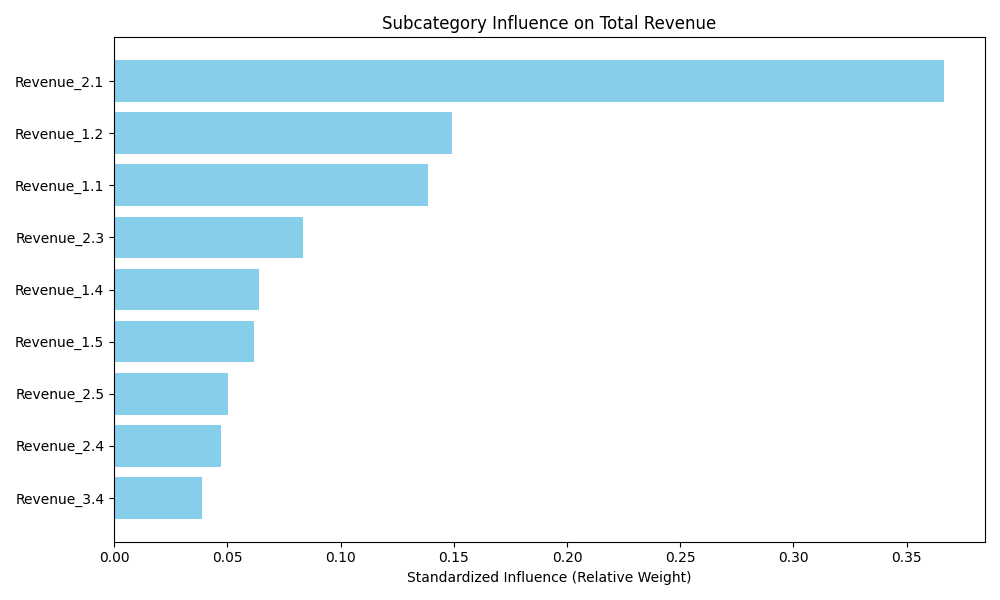 Subcategory Influence on Total Revenue
Revenue_2.1
Revenue_1.2
Revenue_1.1
Revenue_2.3
Revenue_1.4
Revenue_1.5
Revenue_2.5
Revenue_2.4
Revenue_3.4
0.00 0.05 0.10 0.15 0.20 0.25 0.30 0.35
Standardized Influence (Relative Weight)